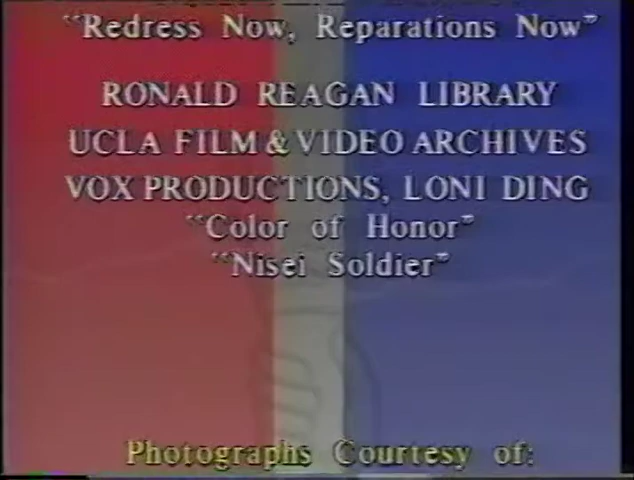 "Redress Now, Reparations Now"
RONALD REAGAN LIBRARY
UCLA FILM & VIDEO ARCHIVES
VOX PRODUCTIONS, LONI DING
"Color of Honor"
"Nisei Soldier"
Photographs Courtesy of: